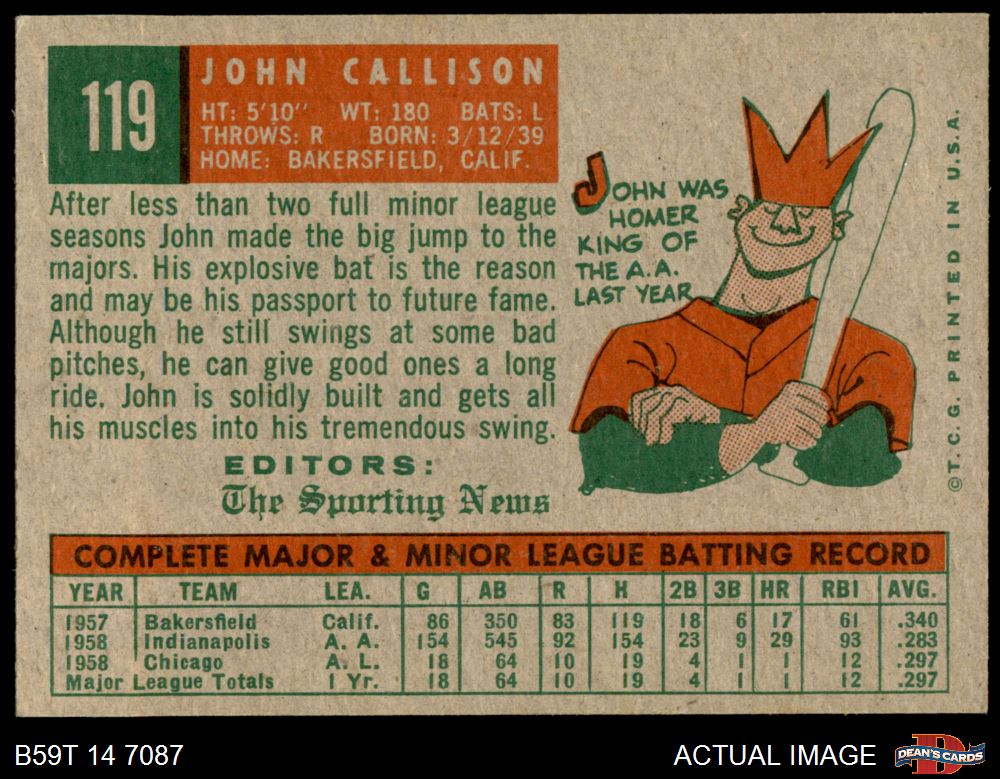 119
JOHN CALLISON
HT: 5'10" WT: 180 BATS: L
THROWS: R BORN: 3/12/39
HOME: BAKERSFIELD, CALIF.
After less than two full minor league
seasons John made the big jump to the
majors. His explosive bat is the reason
and may be his passport to future fame.
Although he still swings at some bad
pitches, he can give good ones a long
ride. John is solidly built and gets all
his muscles into his tremendous swing.
EDITORS:
The Sporting News
JOHN WAS
HOMER
KING OF
THE A.A.
LAST YEAR
©T.C.G. PRINTED IN U.S.A.
COMPLETE MAJOR & MINOR LEAGUE BATTING RECORD
YEAR TEAM LEA. G AB R H 2B 3B HR RBI AVG.
1957 Bakersfield Calif. 86 350 83 119 18 6 17 61 .340
1958 Indianapolis A. A. 154 545 92 154 23 9 29 93 .283
1958 Chicago A. L. 18 64 10 19 4 1 1 12 .297
Major League Totals 1 Yr. 18 64 10 19 4 1 1 12 .297
B59T 14 7087
ACTUAL IMAGE
DEAN'S CARDS